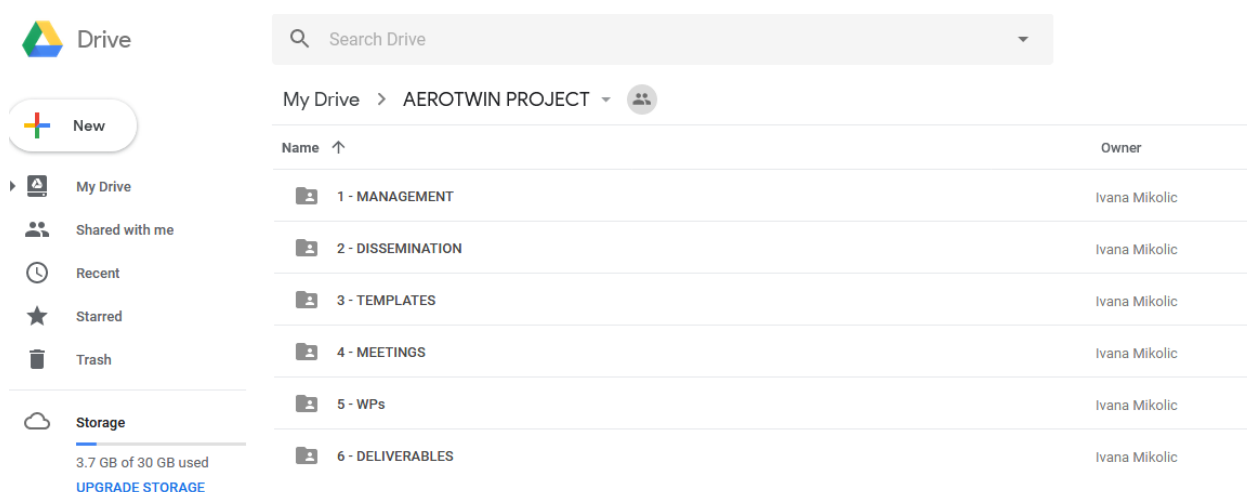 Drive
Search Drive
My Drive > AEROTWIN PROJECT
New
Name Owner
My Drive
1 - MANAGEMENT Ivana Mikolic
Shared with me
2 - DISSEMINATION Ivana Mikolic
Recent
3 - TEMPLATES Ivana Mikolic
Starred
4 - MEETINGS Ivana Mikolic
Trash
5 - WPs Ivana Mikolic
Storage
6 - DELIVERABLES Ivana Mikolic
3.7 GB of 30 GB used
UPGRADE STORAGE